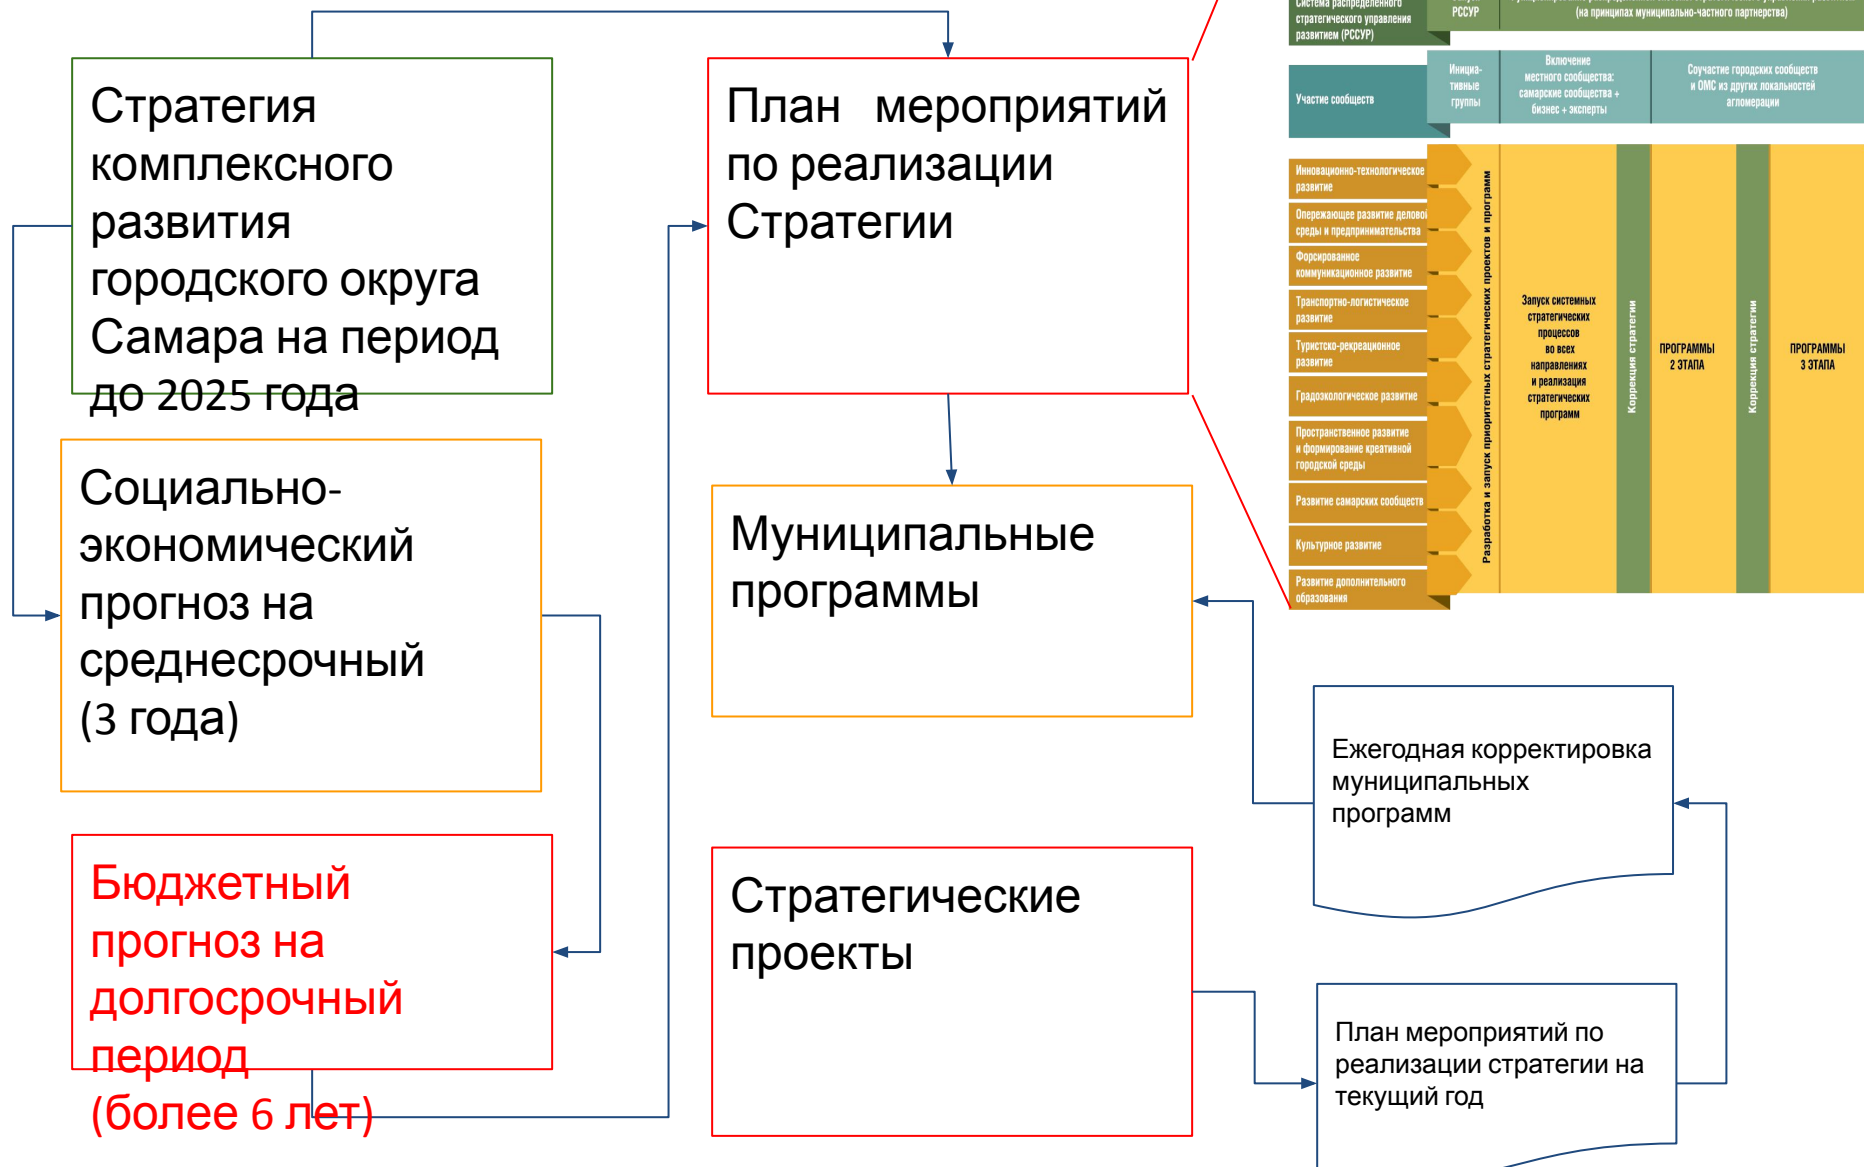 Стратегия
комплексного
развития
городского округа
Самара на период
до 2025 года
Социально-
экономический
прогноз на
среднесрочный
(3 года)
Бюджетный
прогноз на
долгосрочный
период
(более 6 лет)
План мероприятий
по реализации
Стратегии
Муниципальные
программы
Стратегические
проекты
Система распределенного
стратегического управления
развитием (РССУР)
РССУР
(на принципах муниципально-частного партнерства)
Участие сообществ
Инициа-
тивные
группы
Включение
местного сообщества:
самарские сообщества +
бизнес + эксперты
Соучастие городских сообществ
и ОМС из других локальностей
агломерации
Инновационно-технологическое
развитие
Опережающее развитие деловой
среды и предпринимательства
Форсированное
коммуникационное развитие
Транспортно-логистическое
развитие
Туристско-рекреационное
развитие
Градоэкологическое развитие
Пространственное развитие
и формирование креативной
городской среды
Развитие самарских сообществ
Культурное развитие
Развитие дополнительного
образования
Разработка и запуск приоритетных стратегических проектов и программ
Запуск системных
стратегических
процессов
во всех
направлениях
и реализация
стратегических
программ
Коррекция стратегии
ПРОГРАММЫ
2 ЭТАПА
Коррекция стратегии
ПРОГРАММЫ
3 ЭТАПА
Ежегодная корректировка
муниципальных
программ
План мероприятий по
реализации стратегии на
текущий год